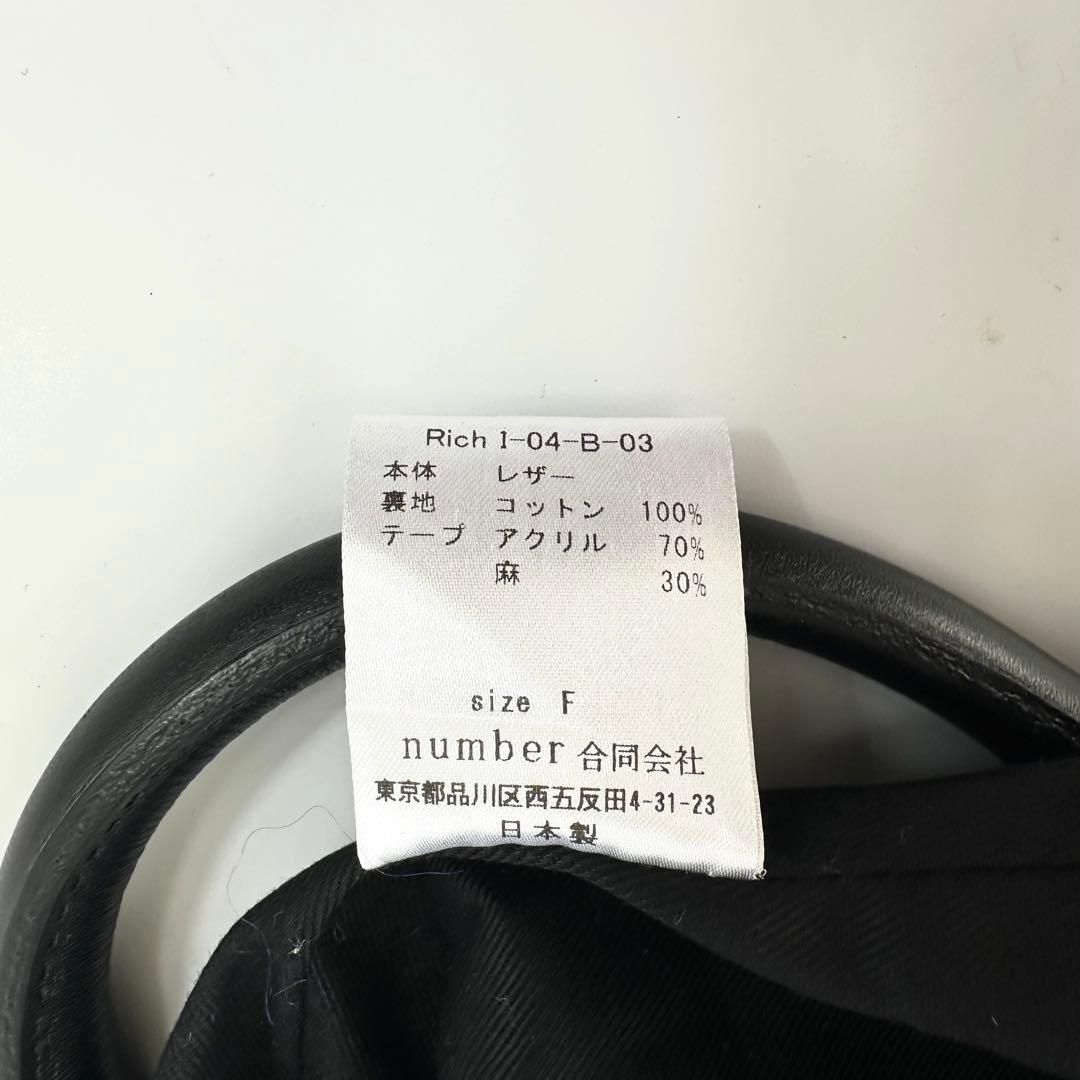 Rich I-04-B-03
本体 レザー
裏地 コットン 100%
テープ アクリル 70%
麻 30%
size F
number 合同会社
東京都品川区西五反田4-31-23
日本製